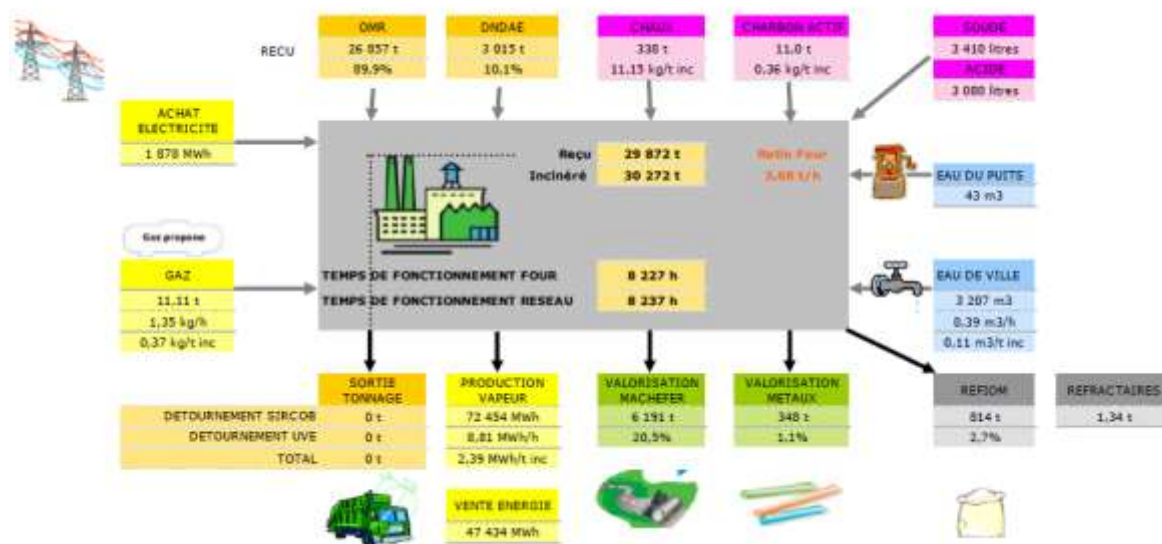 OMR
DNDAE
CHAUX
CHARBON ACTIF
SOUDE
RECU
26 857 t
3 015 t
338 t
11.0 t
3 410 litres
89.9%
10.1%
11.15 kg/t inc
0.36 kg/t inc
ACIDE
3 080 litres
ACHAT ELECTRICITE
1 878 MWh
Reçu
29 872 t
Incinéré
30 272 t
Ratio Four
EAU DU PUITS
43 m3
Gaz propane
GAZ
11.11 t
1,35 kg/h
0,37 kg/t inc
TEMPS DE FONCTIONNEMENT FOUR
8 227 h
TEMPS DE FONCTIONNEMENT RESEAU
8 237 h
EAU DE VILLE
3 207 m3
0,39 m3/h
0,11 m3/t inc
SORTIE TONNAGE
PRODUCTION VAPEUR
VALORISATION MACHEFER
VALORISATION METAUX
REFIOM
REFRACTAIRES
DETOURNEMENT SIRCOB
0 t
72 454 MWh
6 191 t
348 t
814 t
1,34 t
DETOURNEMENT UVE
0 t
8,81 MWh/h
20,5%
1.1%
2.7%
TOTAL
0 t
2,39 MWh/t inc
VENTE ENERGIE
47 434 MWh